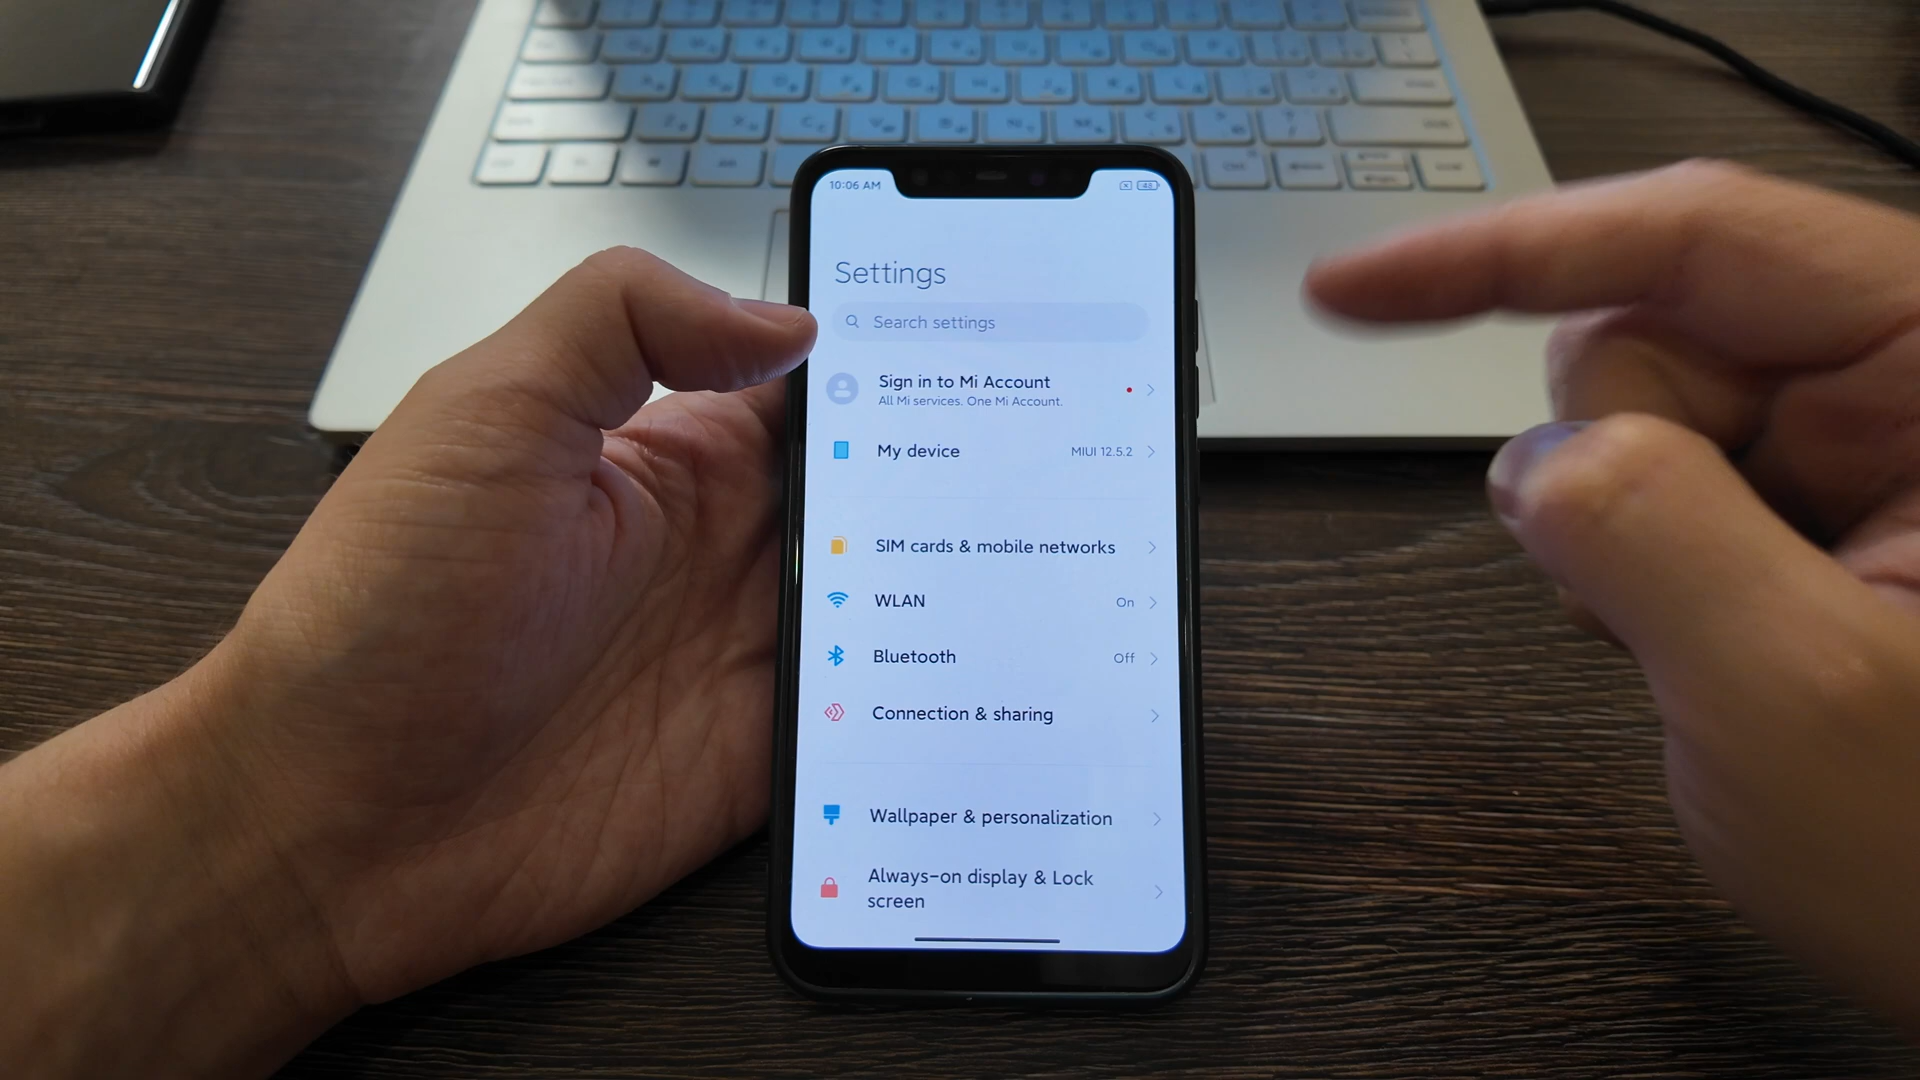 10:06 AM
48
Settings
Search settings
Sign in to Mi Account
All Mi services. One Mi Account.
My device
MIUI 12.5.2
SIM cards & mobile networks
WLAN
On
Bluetooth
Off
Connection & sharing
Wallpaper & personalization
Always-on display & Lock
screen